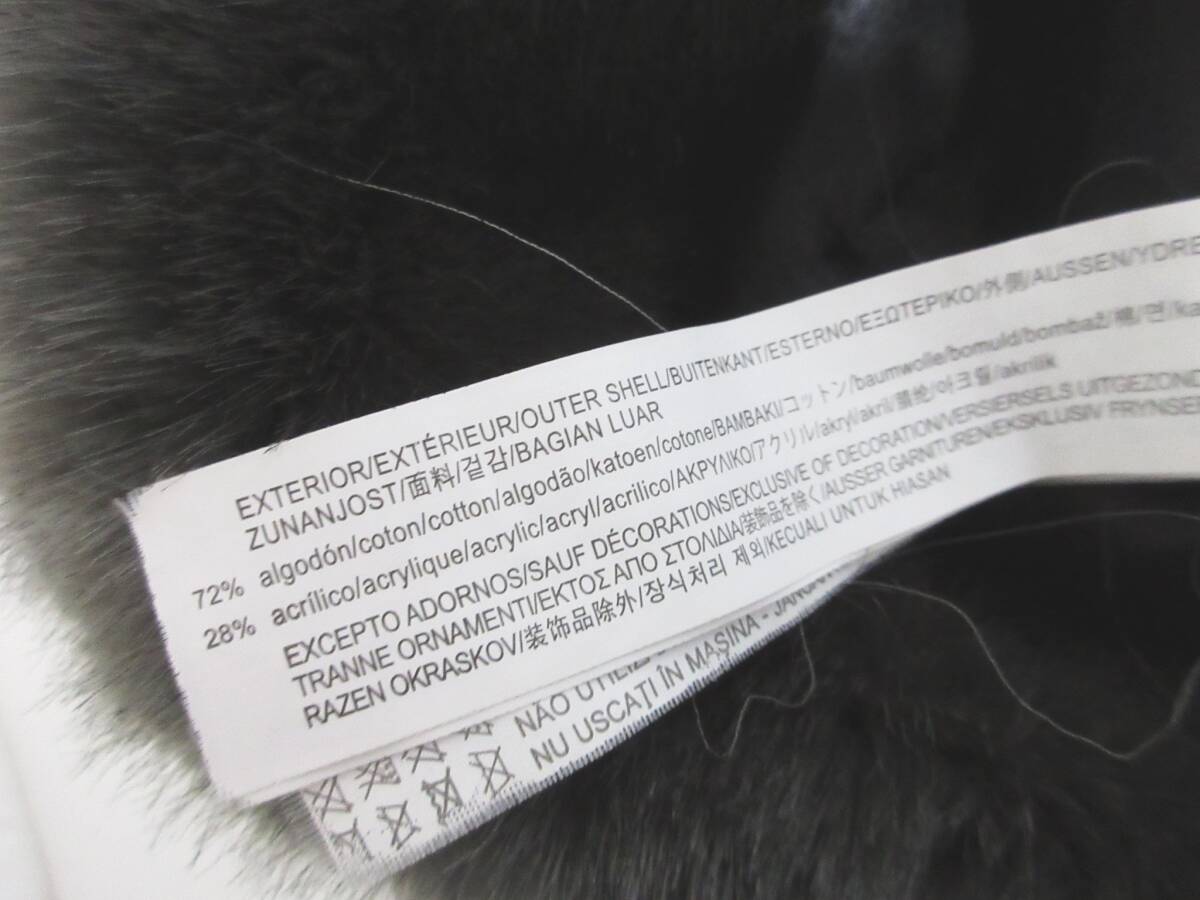 EXTERIOR/EXTÉRIEUR/OUTER SHELL/BUITENKANT/ESTERNO/ΕΞΩΤΕΡΙΚΟ/外側/AUSSEN/YDRE
ZUNANJOST/面料/겉감/BAGIAN LUAR
72% algodón/coton/cotton/algodão/katoen/cotone/ΒΑΜΒΑΚΙ/コットン/baumwolle/bomuld/bombaž/棉/면/
28% acrílico/acrylique/acrylic/acryl/acrilico/ΑΚΡΥΛΙΚΟ/アクリル/akryl/akril/腈纶/아크릴/akrilik
EXCEPTO ADORNOS/SAUF DÉCORATIONS/EXCLUSIVE OF DECORATION/VERSIERSELS UITGEZOND
TRANNE ORNAMENTI/ΕΚΤΟΣ ΑΠΟ ΣΤΟΛΙΔΙΑ/装飾品を除く/AUSSER GARNITUREN/EKSKLUSIV FRYNSE
RAZEN OKRASKOV/装饰品除外/장식처리 제외/KECUALI UNTUK HIASAN
NÃO UTILIZ
NU USCAȚI ÎN MAȘINA - JANGAN